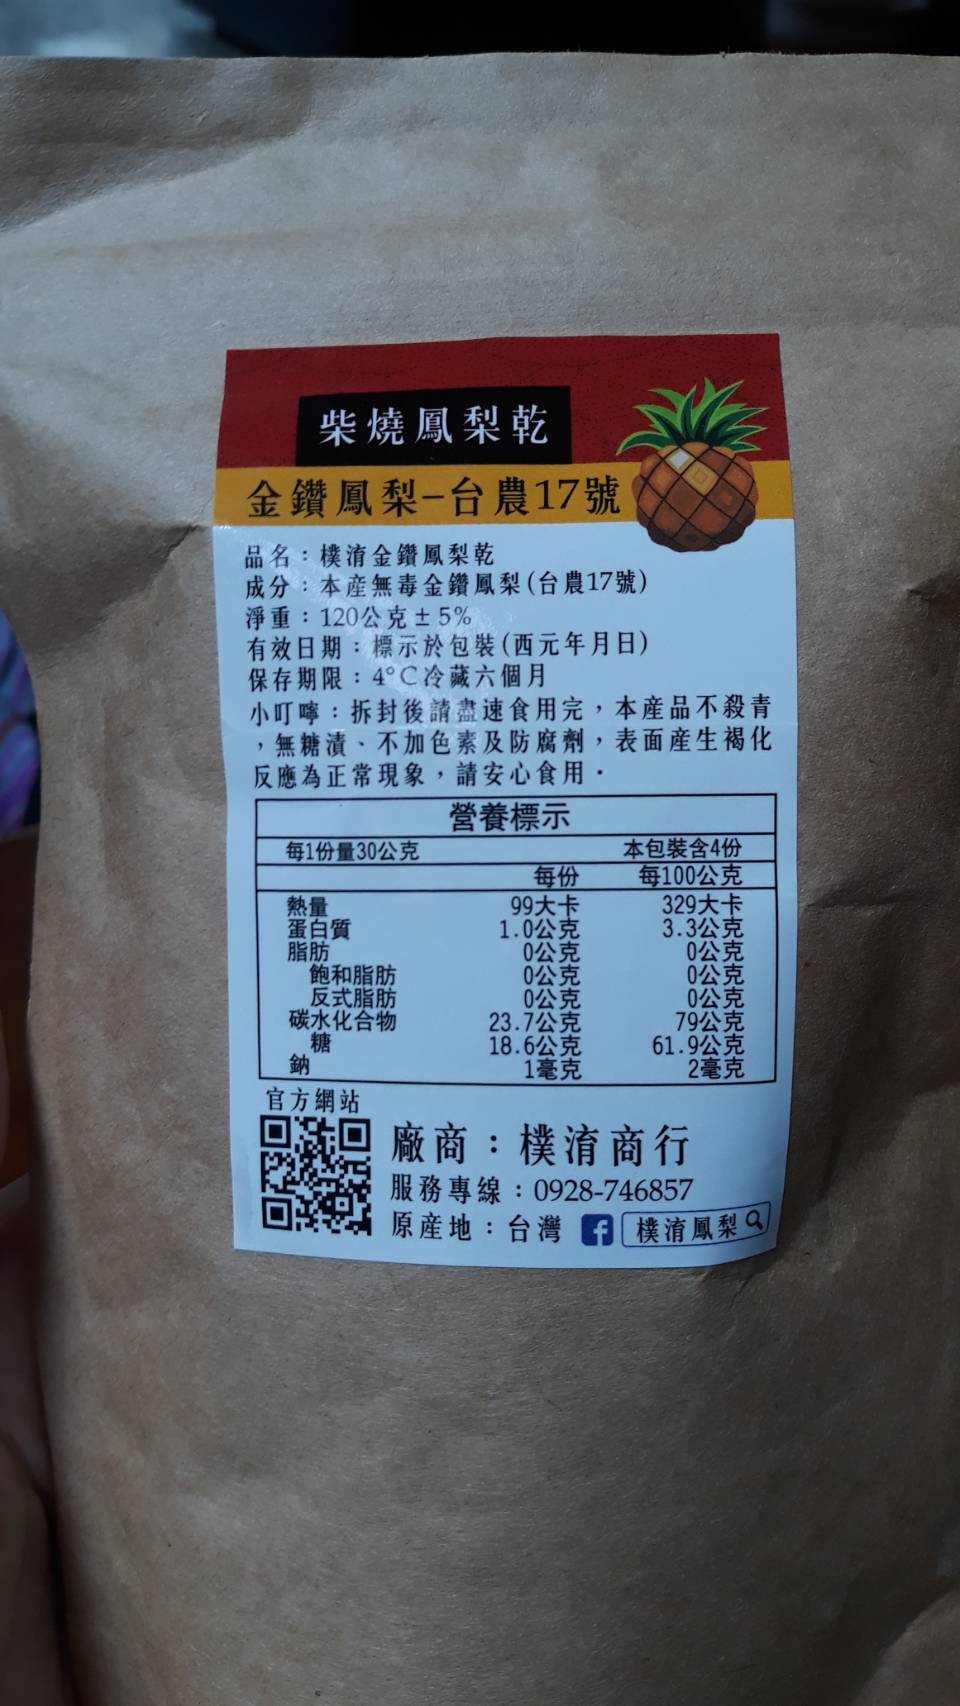 柴燒鳳梨乾
金鑽鳳梨-台農17號
品名：樸淯金鑽鳳梨乾
成分：本產無毒金鑽鳳梨(台農17號)
淨重：120公克±5%
有效日期：標示於包裝(西元年月日)
保存期限：4°C冷藏六個月
小叮嚀：拆封後請盡速食用完，本產品不殺青
，無糖漬、不加色素及防腐劑，表面產生褐化
反應為正常現象，請安心食用．
營養標示
每1份量30公克 本包裝含4份
每份 每100公克
熱量 99大卡 329大卡
蛋白質 1.0公克 3.3公克
脂肪 0公克 0公克
飽和脂肪 0公克 0公克
反式脂肪 0公克 0公克
碳水化合物 23.7公克 79公克
糖 18.6公克 61.9公克
鈉 1毫克 2毫克
官方網站
廠商：樸淯商行
服務專線：0928-746857
原產地：台灣 f 樸淯鳳梨